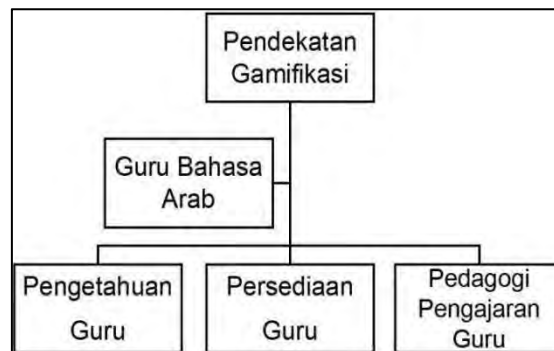 Pendekatan
Gamifikasi
Guru Bahasa
Arab
Pengetahuan
Guru
Persediaan
Guru
Pedagogi
Pengajaran
Guru